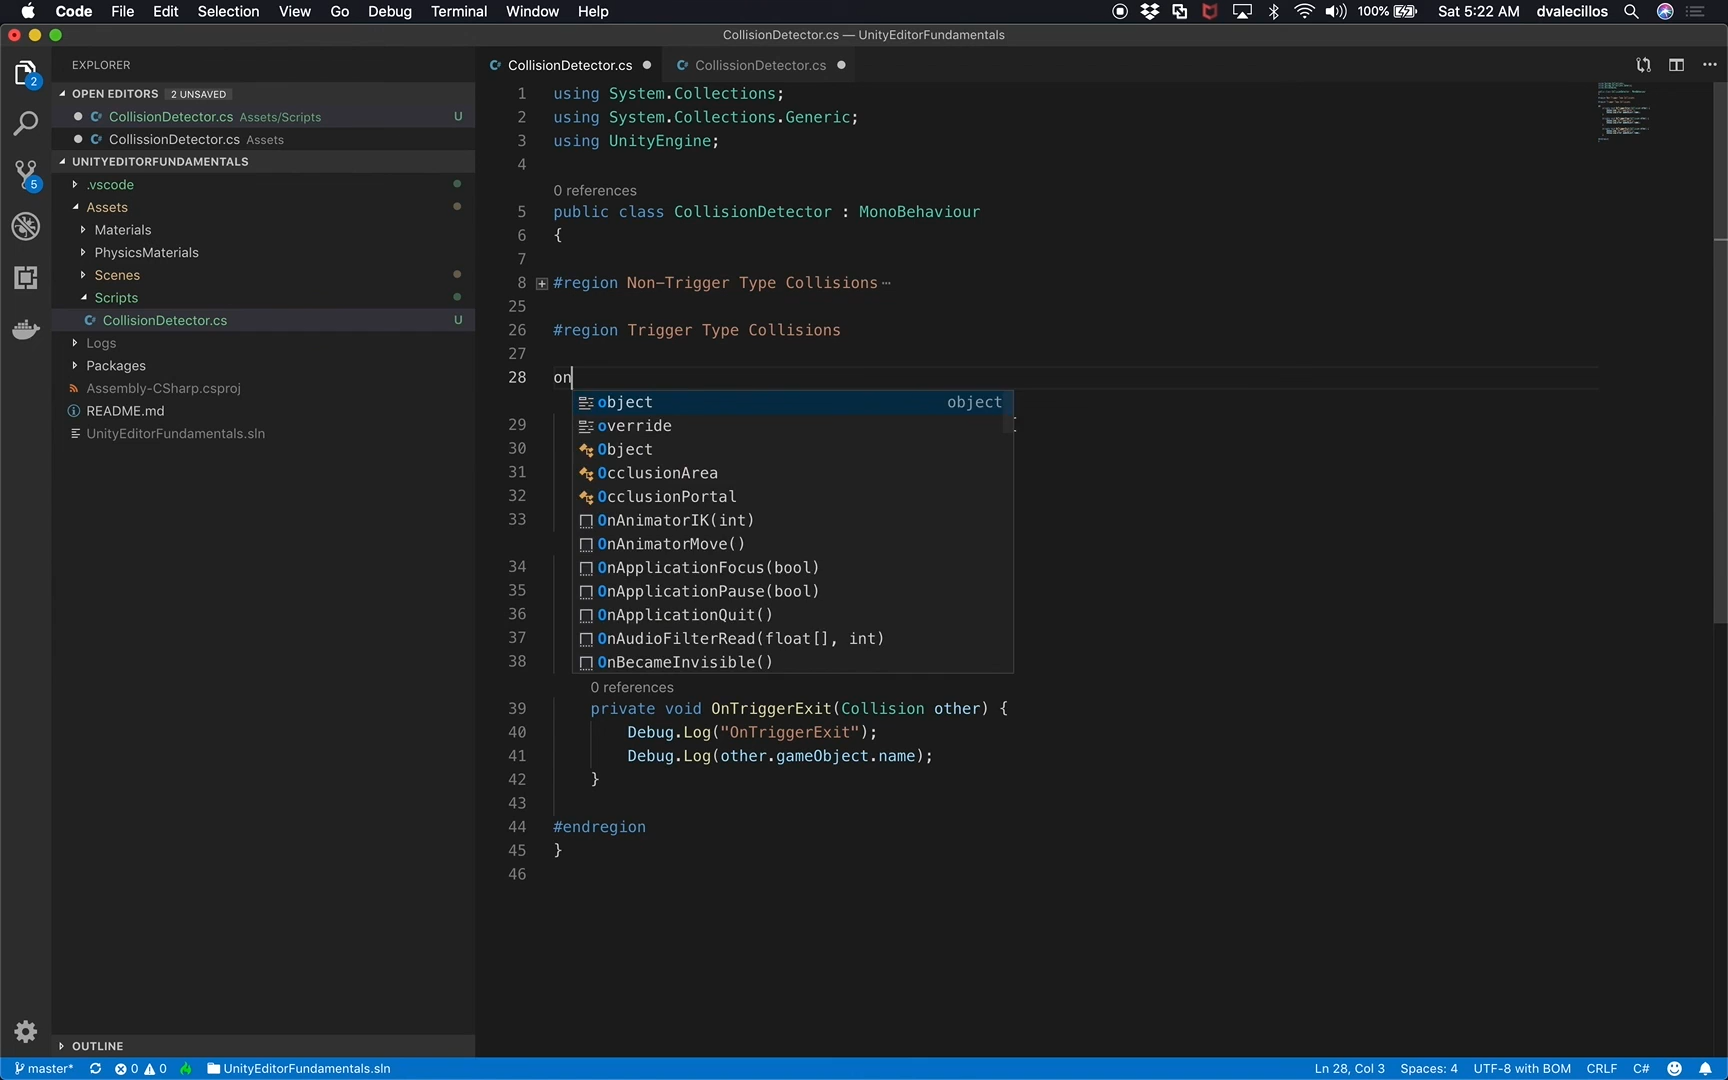 Code File Edit Selection View Go Debug Terminal Window Help 100% Sat 5:22 AM dvalecillos
CollisionDetector.cs — UnityEditorFundamentals
EXPLORER
CollisionDetector.cs
CollissionDetector.cs
OPEN EDITORS 2 UNSAVED
CollisionDetector.cs Assets/Scripts U
CollissionDetector.cs Assets
UNITYEDITORFUNDAMENTALS
.vscode
Assets
Materials
PhysicsMaterials
Scenes
Scripts
CollisionDetector.cs U
Logs
Packages
Assembly-CSharp.csproj
README.md
UnityEditorFundamentals.sln
OUTLINE
2
5
1 using System.Collections;
2 using System.Collections.Generic;
3 using UnityEngine;
4
0 references
5 public class CollisionDetector : MonoBehaviour
6 {
7
8 #region Non-Trigger Type Collisions⋯
25
26 #region Trigger Type Collisions
27
28 on
object object
override
Object
OcclusionArea
OcclusionPortal
OnAnimatorIK(int)
OnAnimatorMove()
OnApplicationFocus(bool)
OnApplicationPause(bool)
OnApplicationQuit()
OnAudioFilterRead(float[], int)
OnBecameInvisible()
29
30
31
32
33
34
35
36
37
38
0 references
39 private void OnTriggerExit(Collision other) {
40 Debug.Log("OnTriggerExit");
41 Debug.Log(other.gameObject.name);
42 }
43
44 #endregion
45 }
46
master* 0 0 UnityEditorFundamentals.sln Ln 28, Col 3 Spaces: 4 UTF-8 with BOM CRLF C#